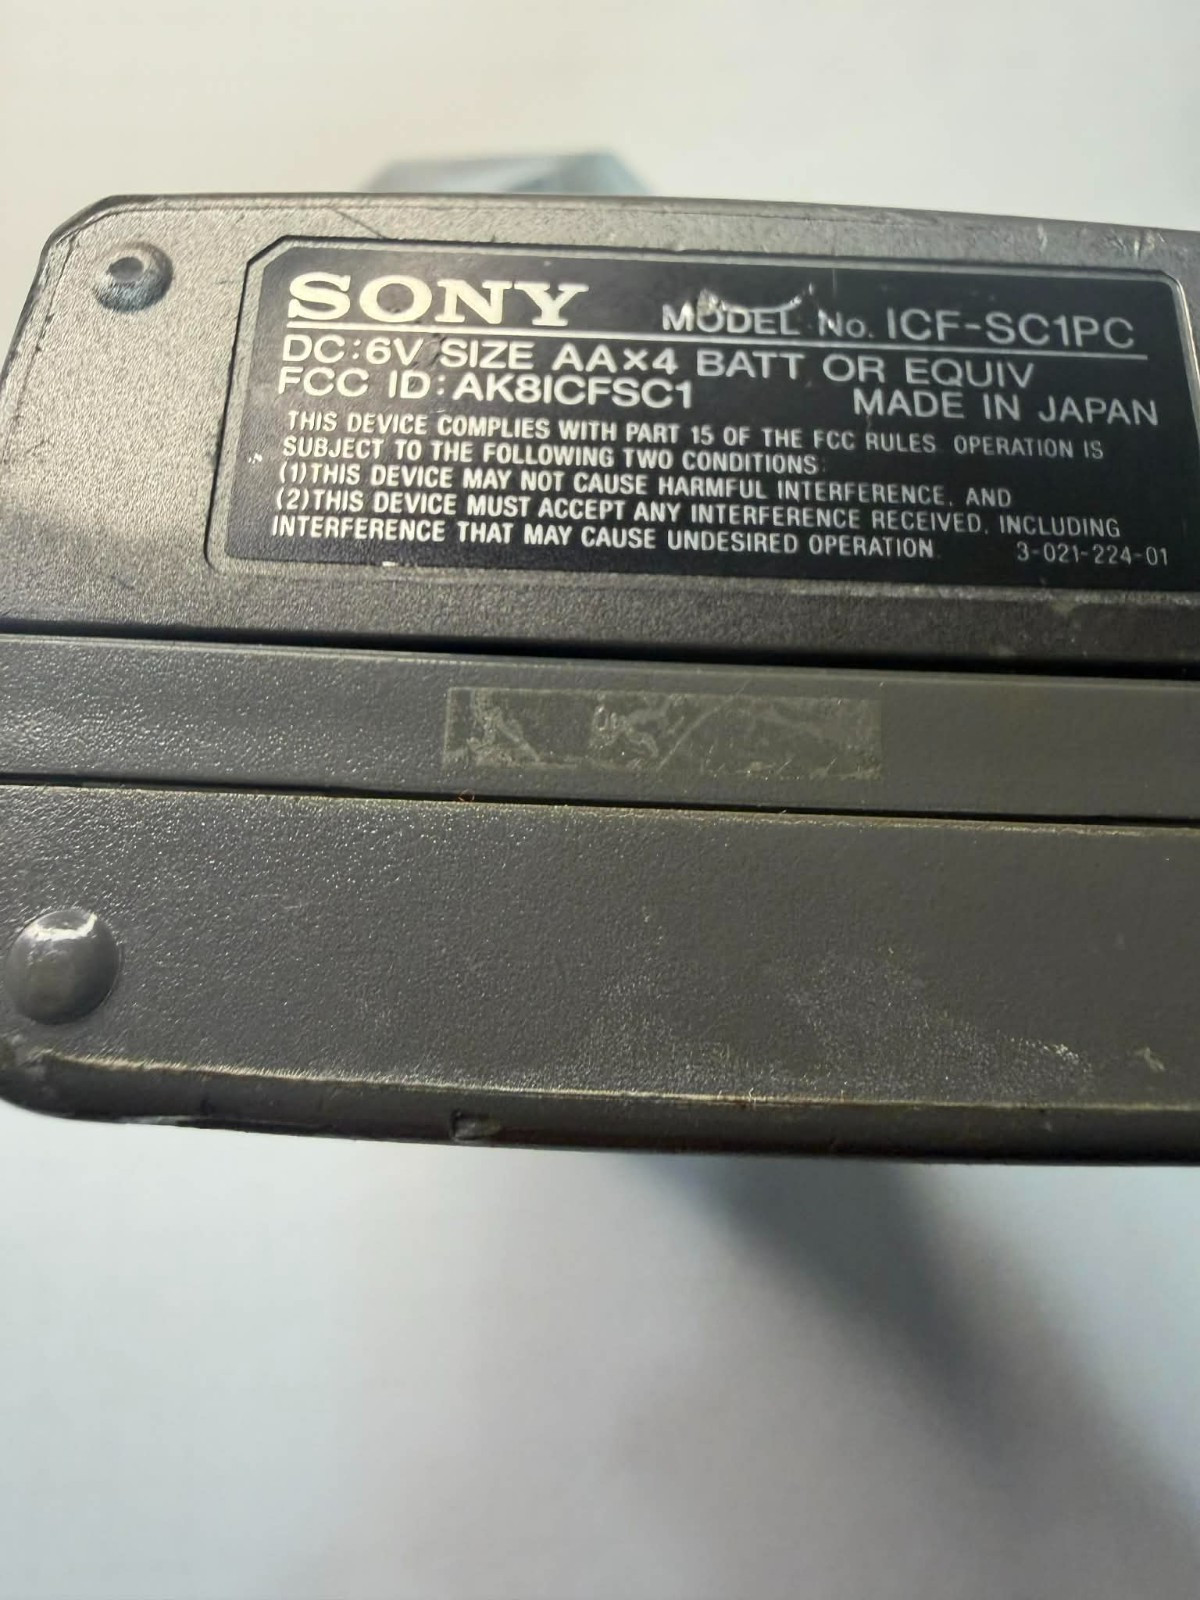 SONY MODEL No. ICF-SC1PC
DC:6V SIZE AA×4 BATT OR EQUIV
FCC ID:AK8ICFSC1 MADE IN JAPAN
THIS DEVICE COMPLIES WITH PART 15 OF THE FCC RULES. OPERATION IS
SUBJECT TO THE FOLLOWING TWO CONDITIONS:
(1)THIS DEVICE MAY NOT CAUSE HARMFUL INTERFERENCE, AND
(2)THIS DEVICE MUST ACCEPT ANY INTERFERENCE RECEIVED, INCLUDING
INTERFERENCE THAT MAY CAUSE UNDESIRED OPERATION. 3-021-224-01